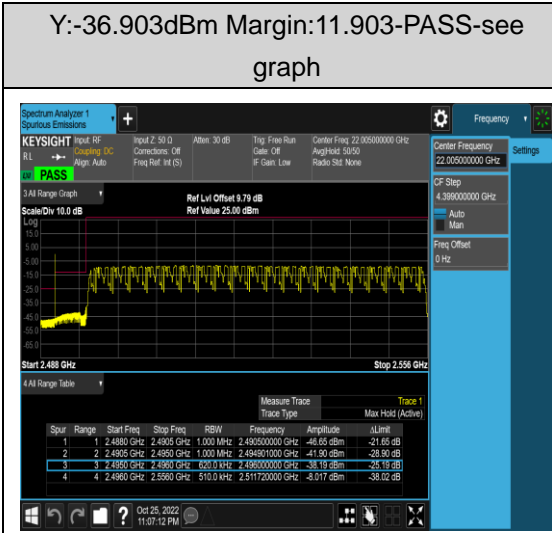 Y:-36.903dBm Margin:11.903-PASS-see
graph
Spectrum Analyzer 1
Spurious Emissions
+
Frequency
KEYSIGHT Input: RF Input Z: 50 Ω Atten: 30 dB Trig: Free Run Center Freq: 22.005000000 GHz
R L Coupling: DC Corrections: Off Gate: Off Avg|Hold: 50/50
Align: Auto Freq Ref: Int (S) IF Gain: Low Radio Std: None
PASS
Center Frequency
22.005000000 GHz
Settings
CF Step
4.399000000 GHz
Auto
Man
Freq Offset
0 Hz
3 All Range Graph
Ref Lvl Offset 9.79 dB
Scale/Div 10.0 dB Ref Value 25.00 dBm
Log
15.0
5.00
-5.00
-15.0
-25.0
-35.0
-45.0
-55.0
-65.0
Start 2.488 GHz Stop 2.556 GHz
4 All Range Table
Measure Trace Trace 1
Trace Type Max Hold (Active)
Spur Range Start Freq Stop Freq RBW Frequency Amplitude ΔLimit
1 1 2.4880 GHz 2.4905 GHz 1.000 MHz 2.490500000 GHz -46.65 dBm -21.65 dB
2 2 2.4905 GHz 2.4950 GHz 1.000 MHz 2.494901000 GHz -41.90 dBm -28.90 dB
3 3 2.4950 GHz 2.4960 GHz 620.0 kHz 2.496000000 GHz -38.19 dBm -25.19 dB
4 4 2.4960 GHz 2.5560 GHz 510.0 kHz 2.511720000 GHz -8.017 dBm -38.02 dB
?
Oct 25, 2022
11:07:12 PM